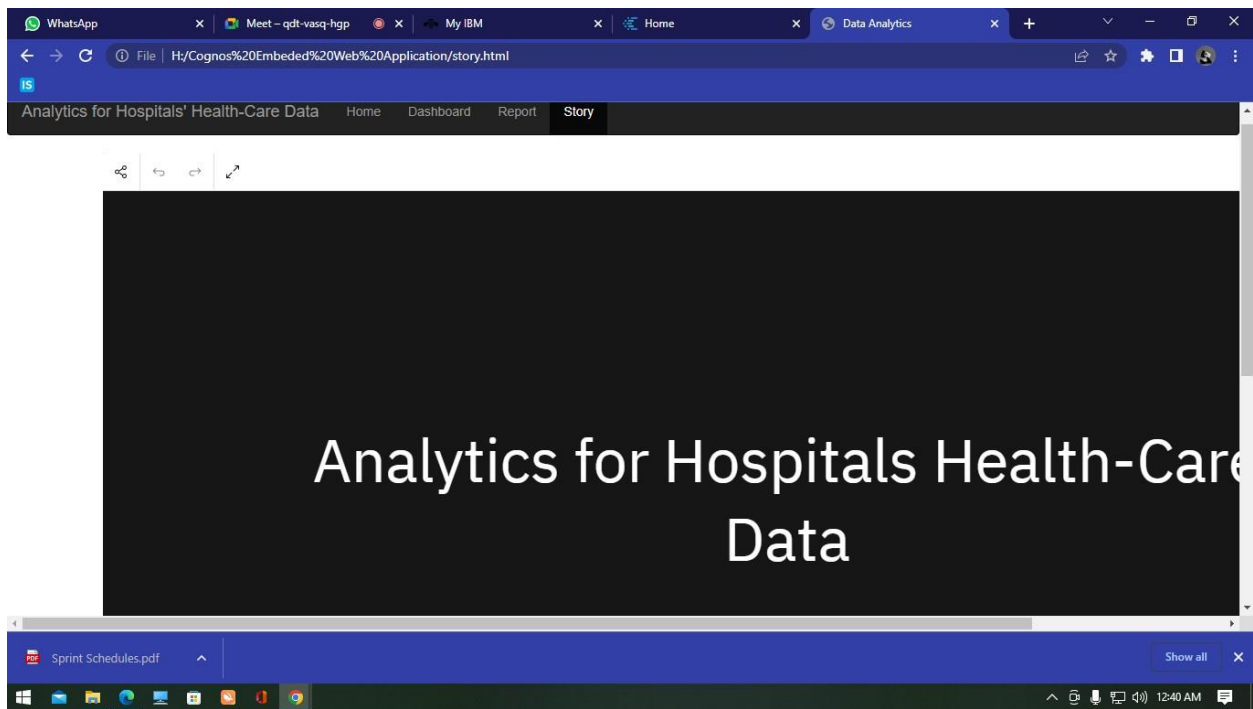 WhatsApp
Meet – qdt-vasq-hgp
My IBM
Home
Data Analytics
File
H:/Cognos%20Embeded%20Web%20Application/story.html
IS
Analytics for Hospitals' Health-Care Data Home Dashboard Report Story
Analytics for Hospitals Health-Care
Data
PDF
Sprint Schedules.pdf
Show all
12:40 AM